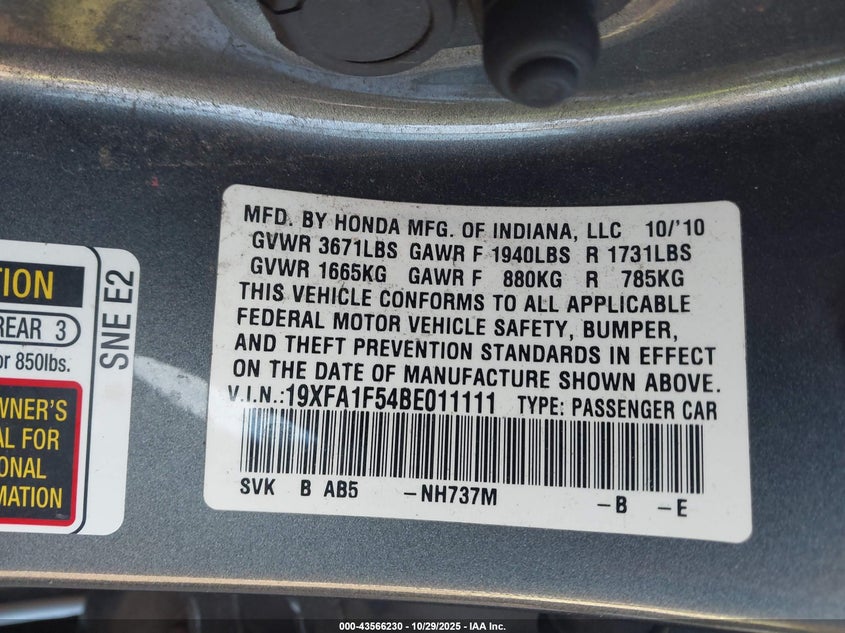 MFD. BY HONDA MFG. OF INDIANA, LLC 10/'10
GVWR 3671LBS GAWR F 1940LBS R 1731LBS
GVWR 1665KG GAWR F 880KG R 785KG
THIS VEHICLE CONFORMS TO ALL APPLICABLE
FEDERAL MOTOR VEHICLE SAFETY, BUMPER,
AND THEFT PREVENTION STANDARDS IN EFFECT
ON THE DATE OF MANUFACTURE SHOWN ABOVE.
V.I.N.:19XFA1F54BE011111 TYPE: PASSENGER CAR
SVK B AB5 -NH737M -B -E
TION
REAR 3
or 850lbs.
WNER'S
AL FOR
ONAL
MATION
SNE E2
000-43566230 - 10/29/2025 - IAA Inc.